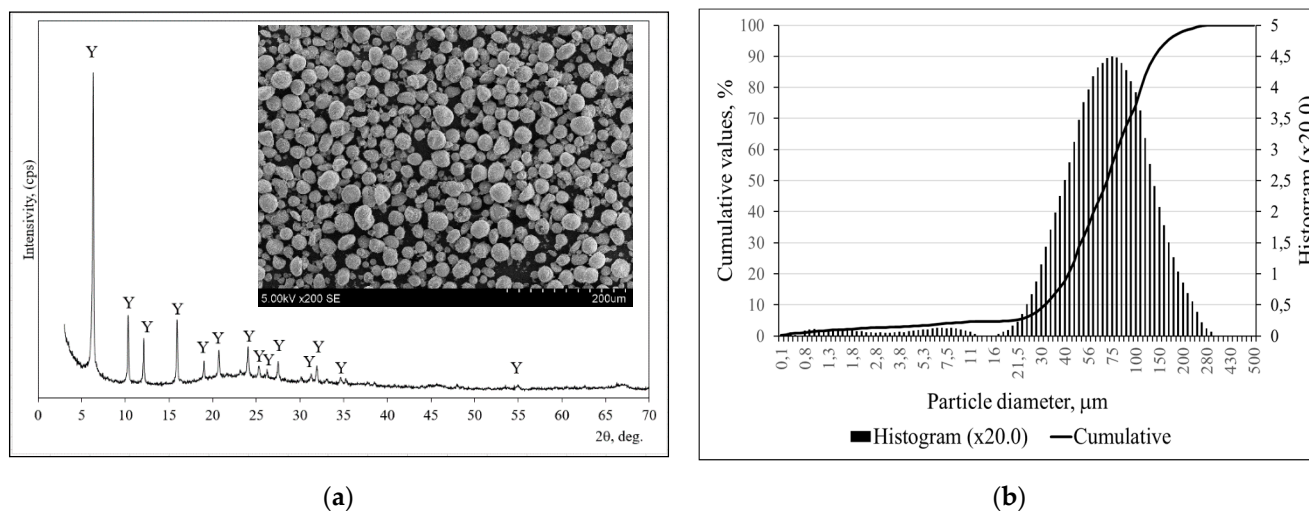 Y
Y
Y
Y
Y
Y
Y
Y
Y
Y
Y
Y
Y
Y
Intensivity, (cps)
5.00kV x200 SE
200um
0 5 10 15 20 25 30 35 40 45 50 55 60 65 70
2θ, deg.
(a)
Cumulative values, %
100
90
80
70
60
50
40
30
20
10
0
5
4,5
4
3,5
3
2,5
2
1,5
1
0,5
0
Histogram (x20.0)
0,1 0,8 1,3 1,8 2,8 3,8 5,3 7,5 11 16 21,5 30 40 56 75 100 150 200 280 430 500
Particle diameter, μm
Histogram (x20.0) Cumulative
(b)